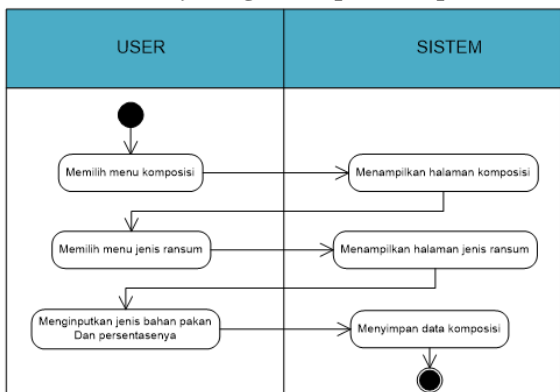 USER
SISTEM
Memilih menu komposisi
Menampilkan halaman komposisi
Memilih menu jenis ransum
Menampilkan halaman jenis ransum
Menginputkan jenis bahan pakan
Dan persentasenya
Menyimpan data komposisi